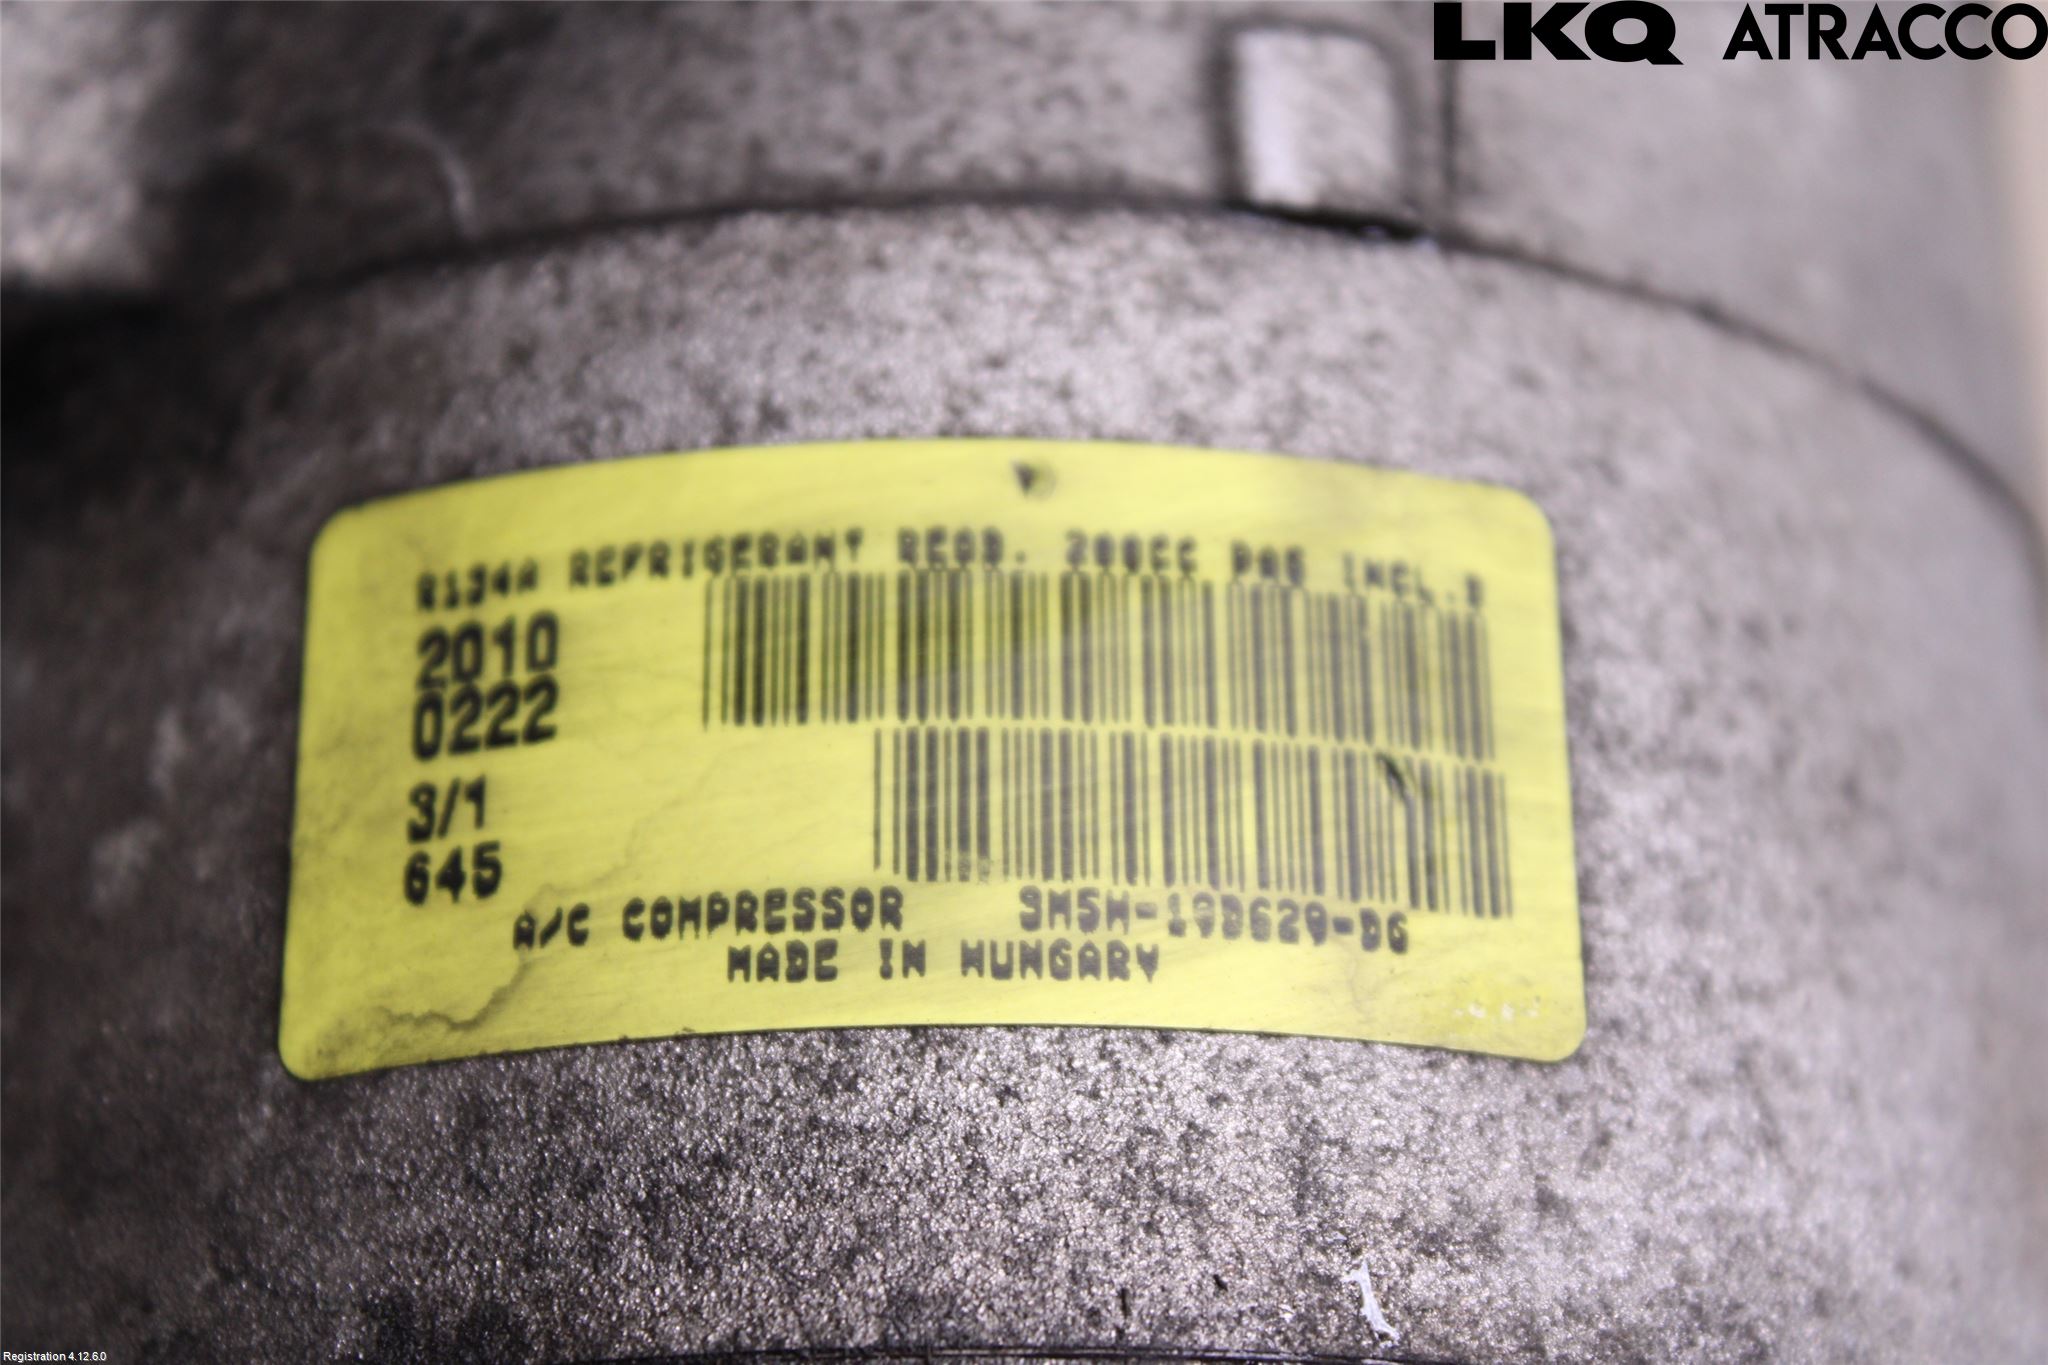 LKQ ATRACCO
R134A REFRIGERANT REQD. 200CC PAG INCL.
2010
0222
3/1
645
A/C COMPRESSOR 3M5H-19D629-DG
MADE IN HUNGARY
Registration 4.12.6.0